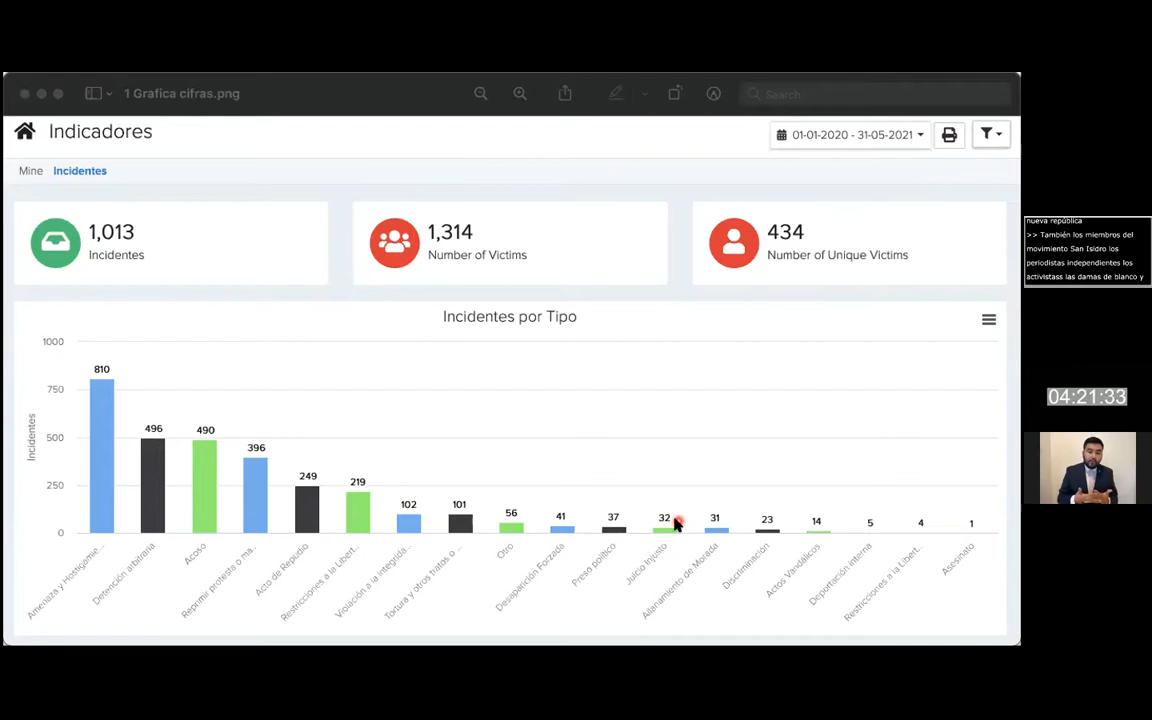 1 Grafica cifras.png
Search
Indicadores
01-01-2020 - 31-05-2021
Mine Incidentes
1,013
Incidentes
1,314
Number of Victims
434
Number of Unique Victims
Incidentes por Tipo
1000
750
500
250
0
Incidentes
810
496
490
396
249
219
102
101
56
41
37
32
31
23
14
5
4
1
Amenaza y Hostigamie...
Detención arbitraria
Acoso
Reprimir protesta o ma...
Acto de Repudio
Restricciones a la Libert...
Violación a la integrida...
Tortura y otros tratos o ...
Otro
Desaparición Forzada
Preso político
Juicio Injusto
Allanamiento de Morada
Discriminación
Actos Vandálicos
Deportación interna
Restricciones a la Libert...
Asesinato
nueva república
>> También los miembros del
movimiento San Isidro los
periodistas independientes los
activistass las damas de blanco y
04:21:33